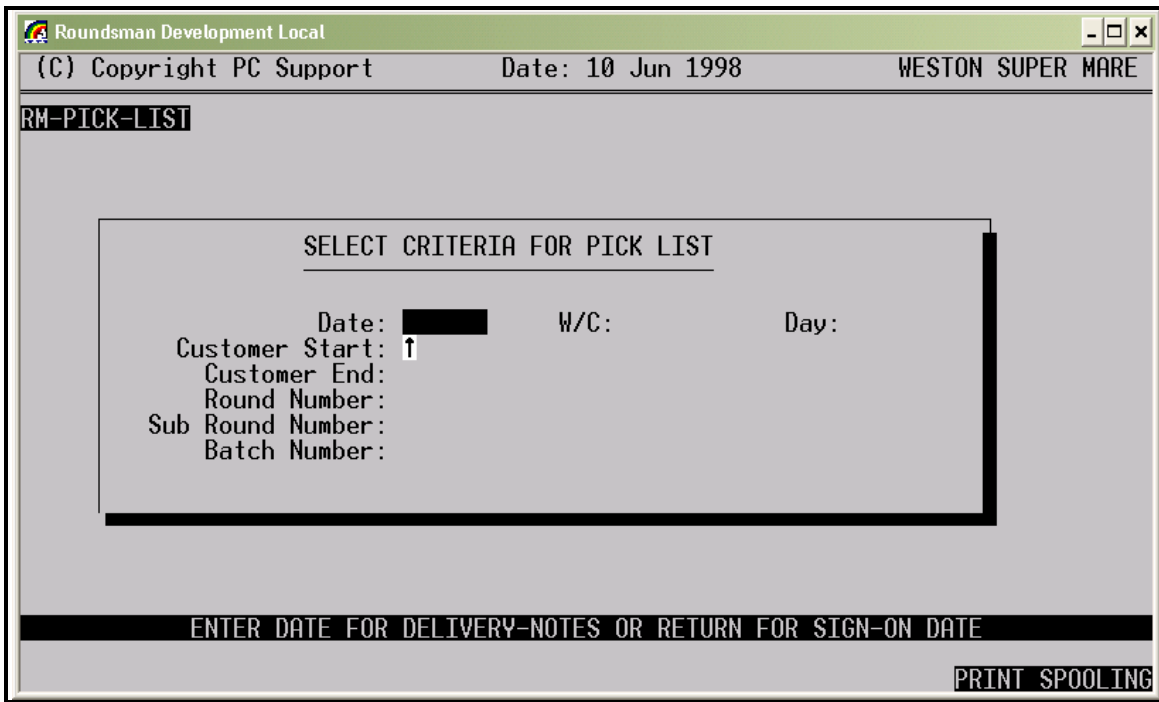 Roundsman Development Local
(C) Copyright PC Support Date: 10 Jun 1998 WESTON SUPER MARE
RM-PICK-LIST
SELECT CRITERIA FOR PICK LIST
Date: W/C: Day:
Customer Start: ↑
Customer End:
Round Number:
Sub Round Number:
Batch Number:
ENTER DATE FOR DELIVERY-NOTES OR RETURN FOR SIGN-ON DATE
PRINT SPOOLING